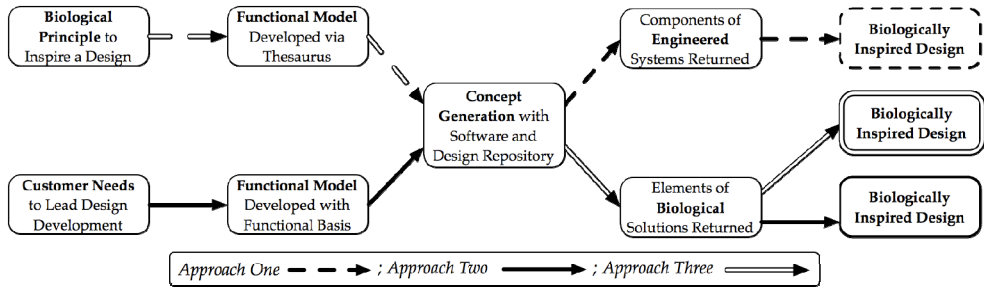 Biological
Principle to
Inspire a Design
Functional Model
Developed via
Thesaurus
Components of
Engineered
Systems Returned
Biologically
Inspired Design
Concept
Generation with
Software and
Design Repository
Biologically
Inspired Design
Customer Needs
to Lead Design
Development
Functional Model
Developed with
Functional Basis
Elements of
Biological
Solutions Returned
Biologically
Inspired Design
Approach One ; Approach Two ; Approach Three